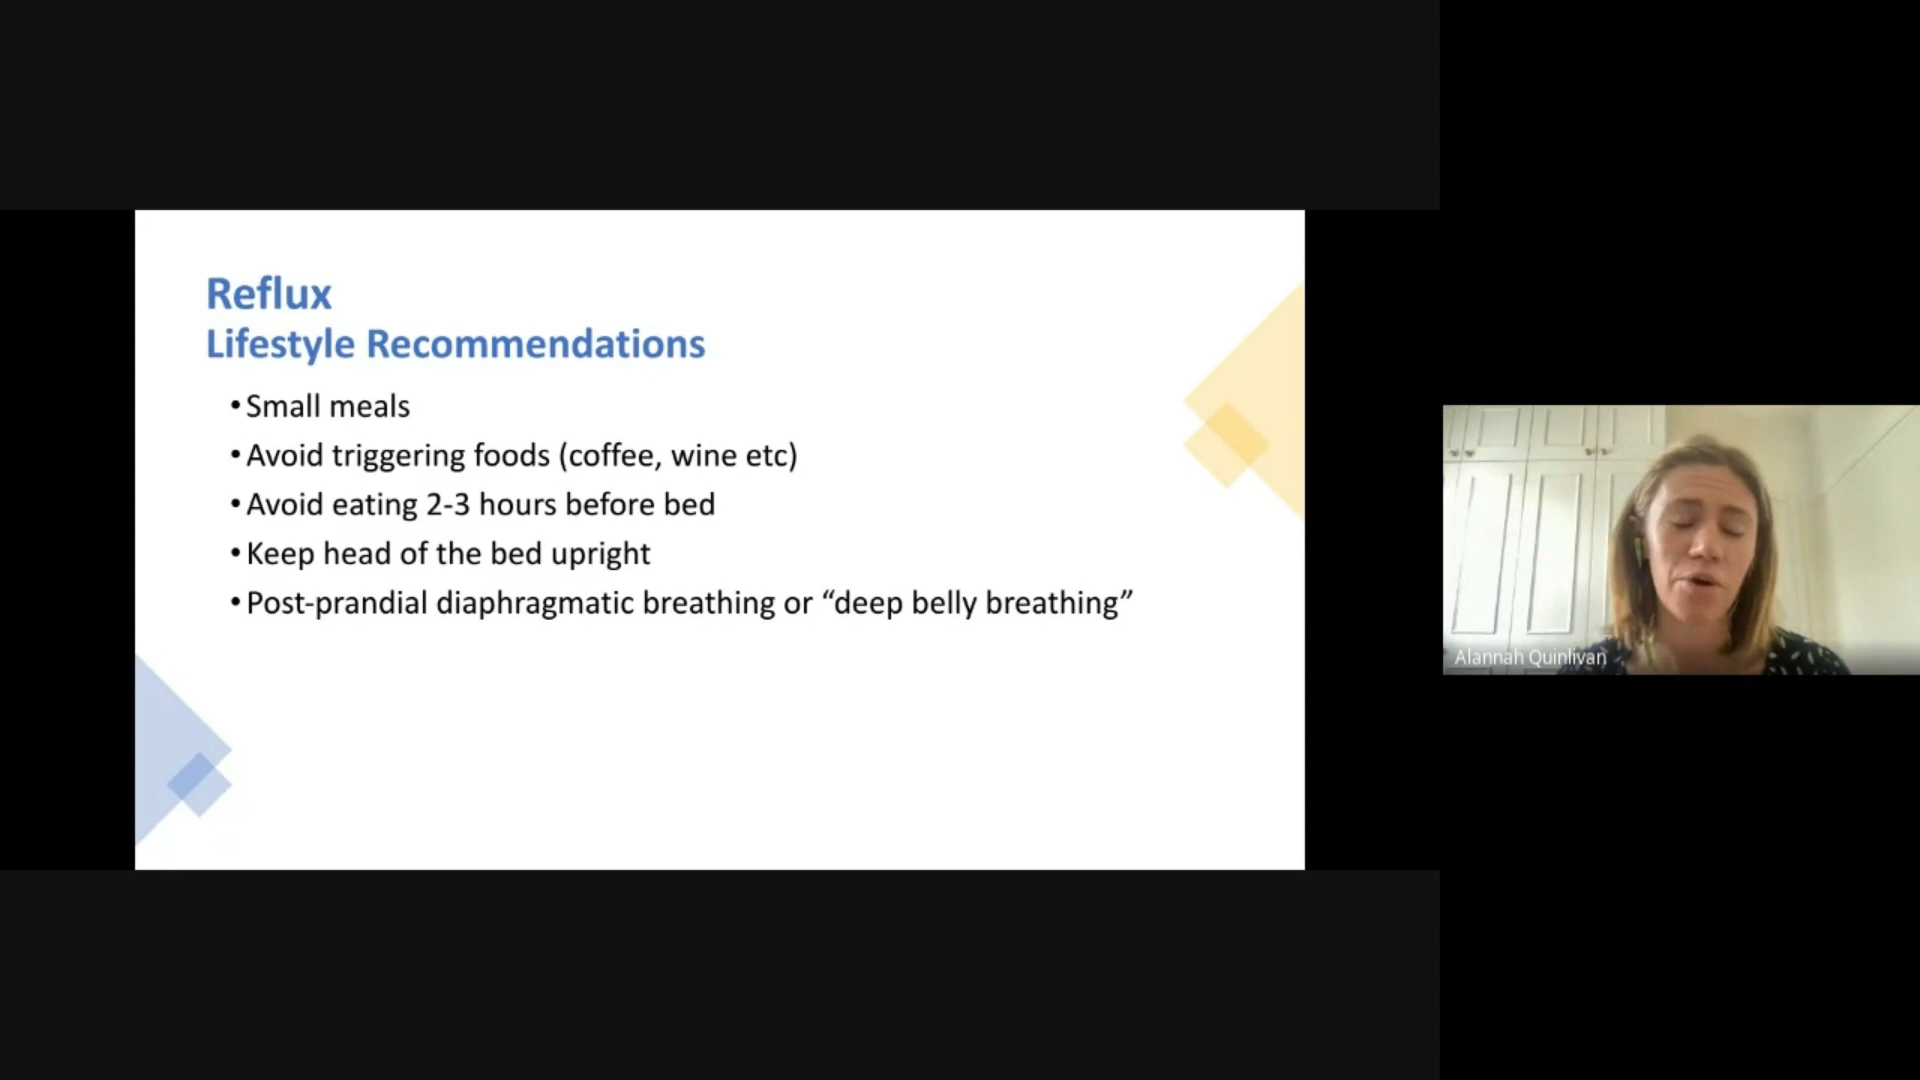 Reflux
Lifestyle Recommendations
•Small meals
•Avoid triggering foods (coffee, wine etc)
•Avoid eating 2-3 hours before bed
•Keep head of the bed upright
•Post-prandial diaphragmatic breathing or “deep belly breathing”
Alannah Quinlivan